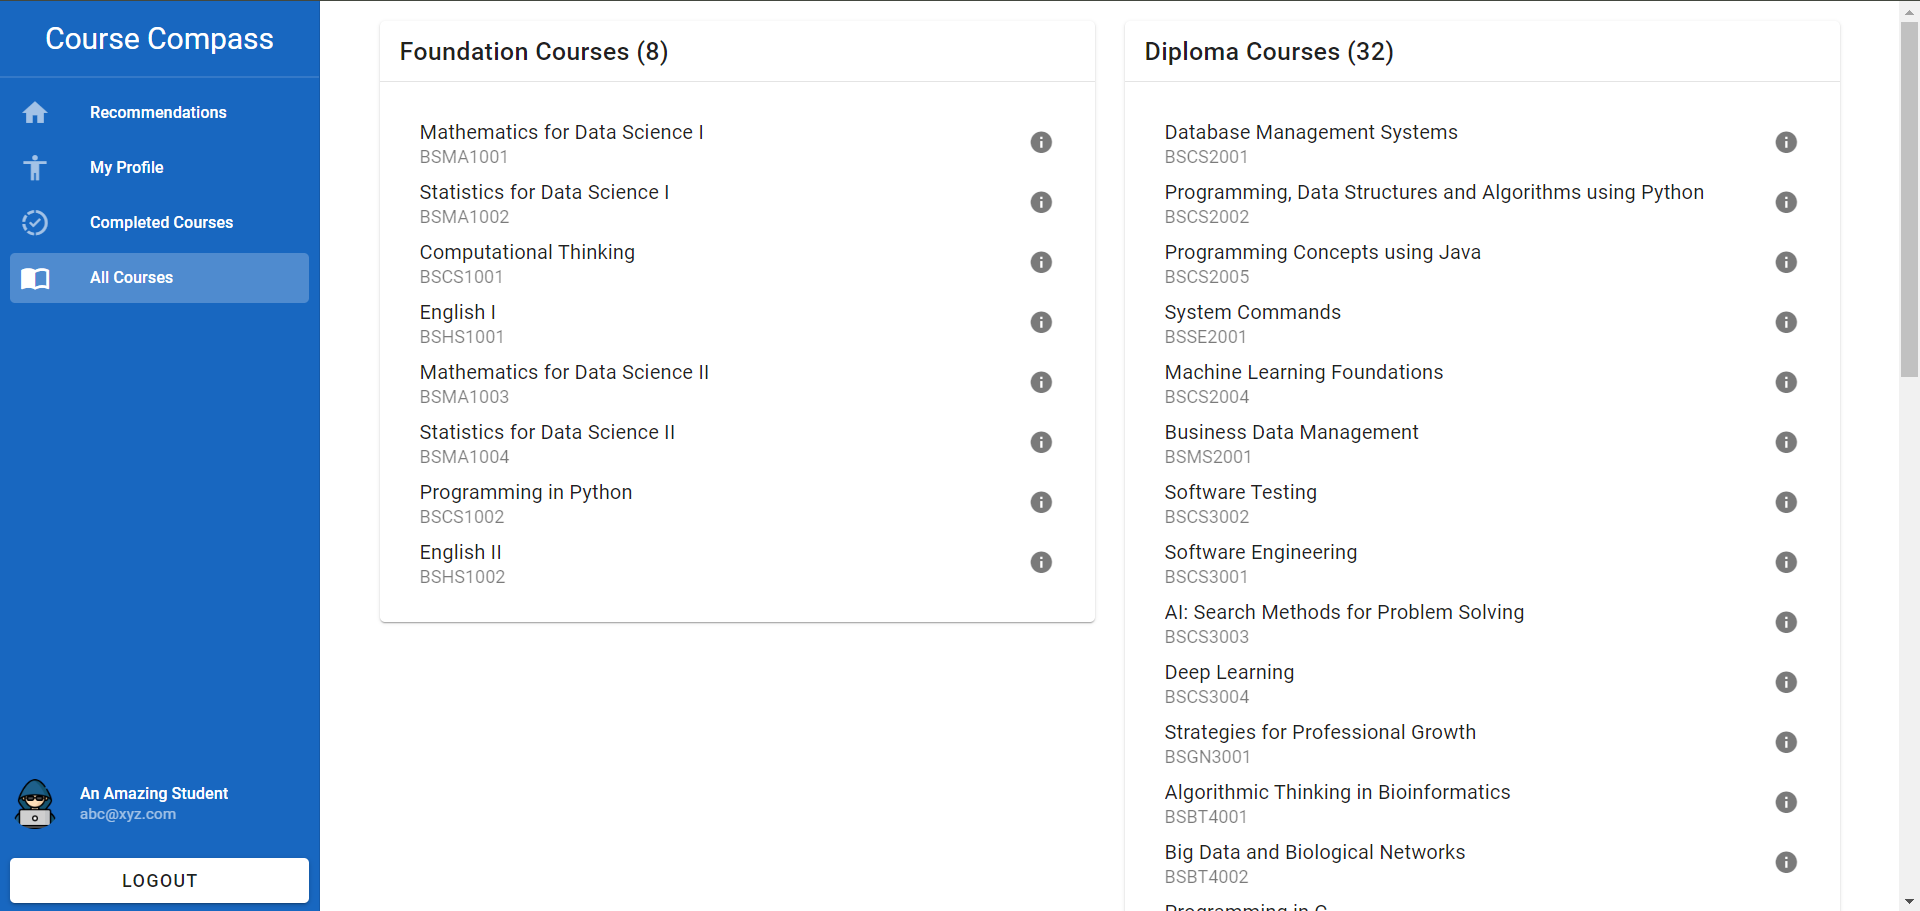 Course Compass
Recommendations
My Profile
Completed Courses
All Courses
An Amazing Student
abc@xyz.com
LOGOUT
Foundation Courses (8)
Mathematics for Data Science I
BSMA1001
Statistics for Data Science I
BSMA1002
Computational Thinking
BSCS1001
English I
BSHS1001
Mathematics for Data Science II
BSMA1003
Statistics for Data Science II
BSMA1004
Programming in Python
BSCS1002
English II
BSHS1002
Diploma Courses (32)
Database Management Systems
BSCS2001
Programming, Data Structures and Algorithms using Python
BSCS2002
Programming Concepts using Java
BSCS2005
System Commands
BSSE2001
Machine Learning Foundations
BSCS2004
Business Data Management
BSMS2001
Software Testing
BSCS3002
Software Engineering
BSCS3001
AI: Search Methods for Problem Solving
BSCS3003
Deep Learning
BSCS3004
Strategies for Professional Growth
BSGN3001
Algorithmic Thinking in Bioinformatics
BSBT4001
Big Data and Biological Networks
BSBT4002
Programming in C